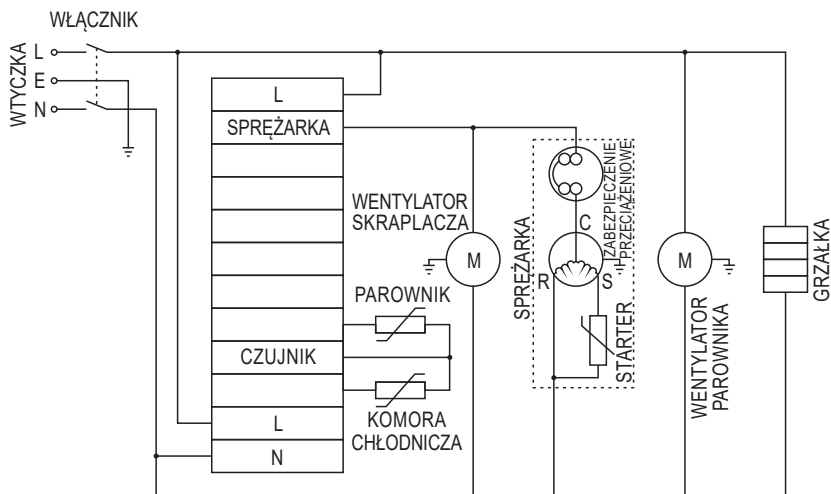 WŁĄCZNIK
WTYCZKA
L
E
N
L
SPRĘŻARKA
CZUJNIK
L
N
WENTYLATOR
SKRAPLACZA
M
PAROWNIK
KOMORA
CHŁODNICZA
SPRĘŻARKA
ZABEZPIECZENIE
PRZECIĄŻENIOWE
C
R
S
STARTER
M
WENTYLATOR
PAROWNIKA
GRZAŁKA